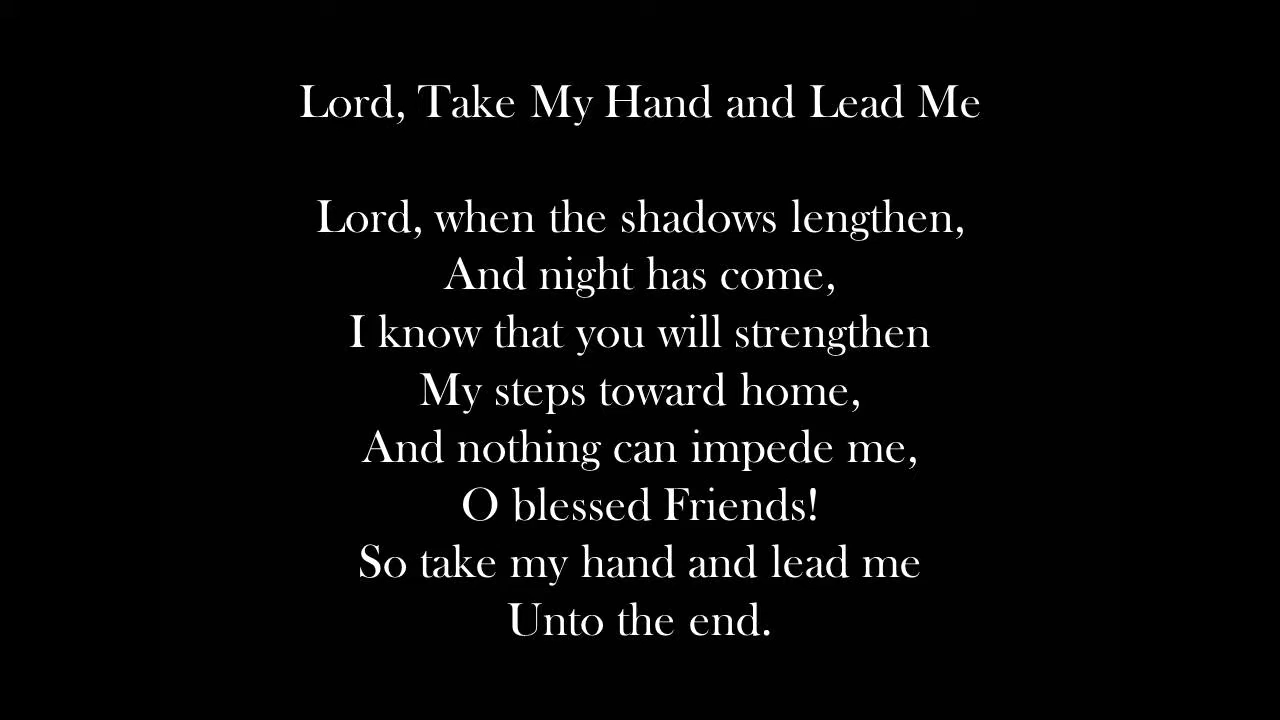 Lord, Take My Hand and Lead Me
Lord, when the shadows lengthen,
And night has come,
I know that you will strengthen
My steps toward home,
And nothing can impede me,
O blessed Friends!
So take my hand and lead me
Unto the end.